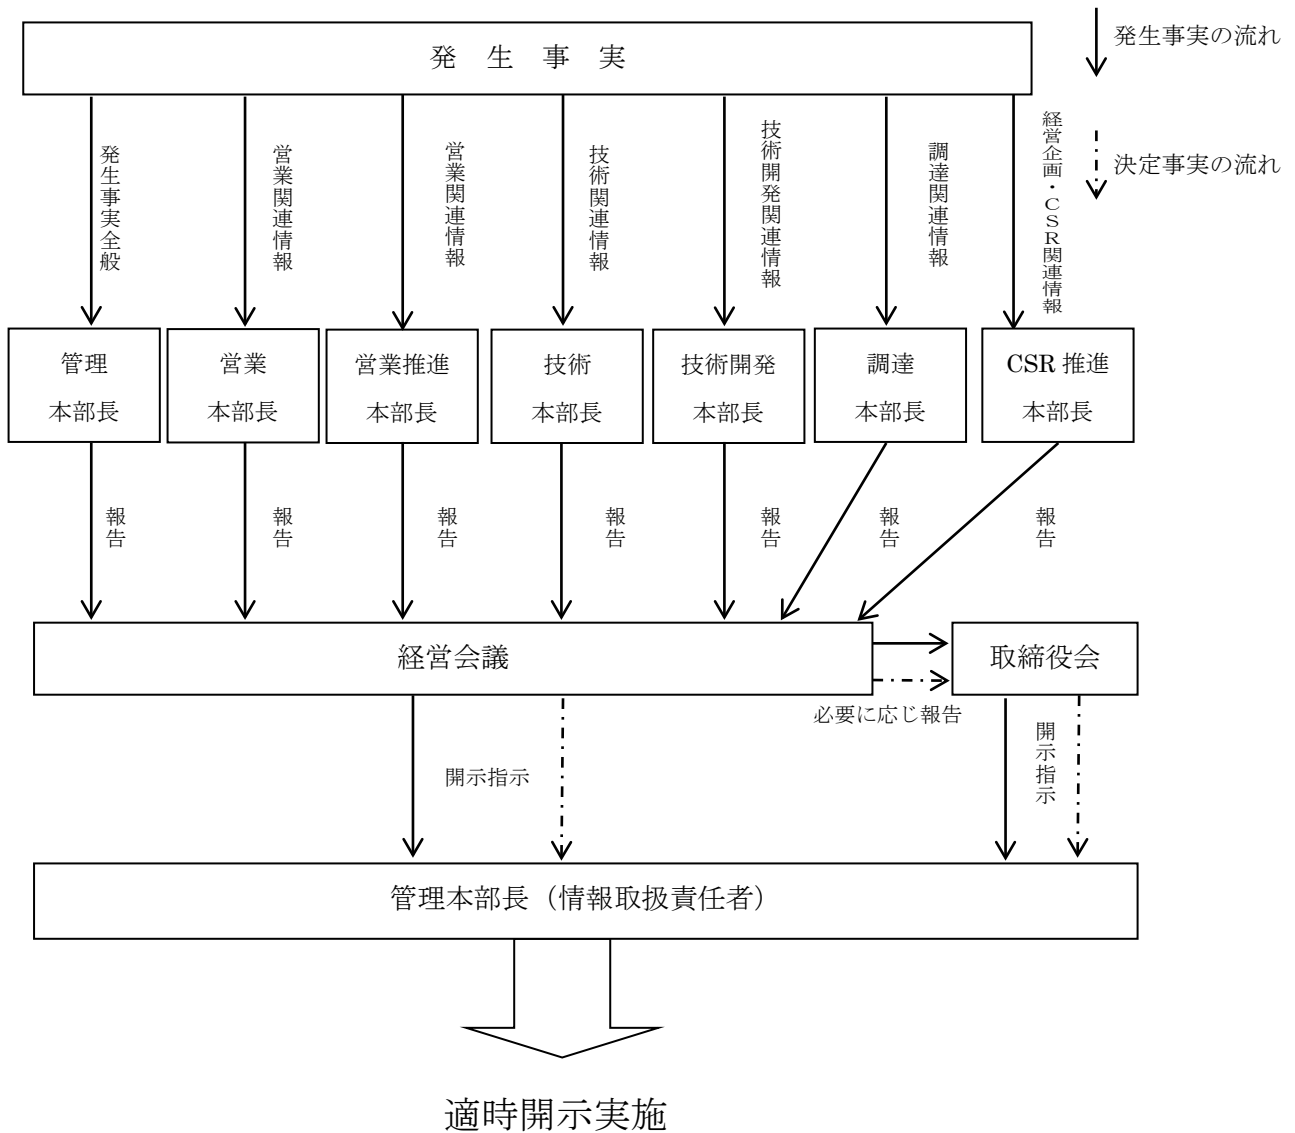 発 生 事 実
発生事実の流れ
決定事実の流れ
発生事実全般
営業関連情報
営業関連情報
技術関連情報
技術開発関連情報
調達関連情報
経営企画・CSR関連情報
管理
本部長
営業
本部長
営業推進
本部長
技術
本部長
技術開発
本部長
調達
本部長
CSR 推進
本部長
報告
報告
報告
報告
報告
報告
報告
経営会議
取締役会
必要に応じ報告
開示指示
開示指示
管理本部長（情報取扱責任者）
適時開示実施